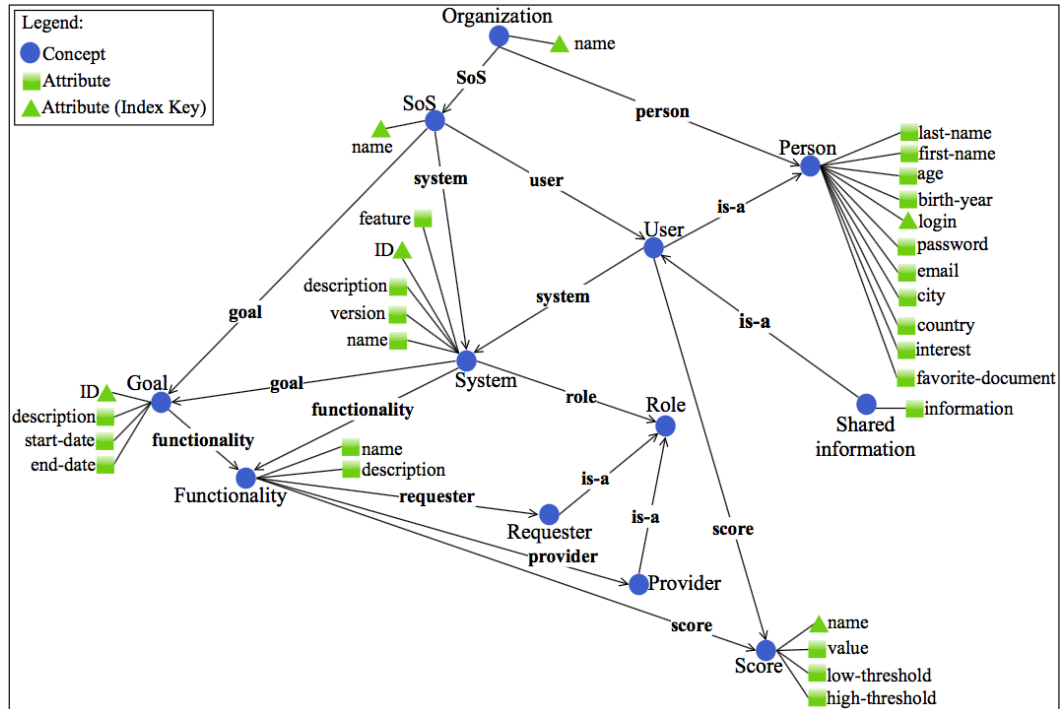 Legend:
Concept
Attribute
Attribute (Index Key)
Organization
name
SoS
SoS
name
person
Person
last-name
first-name
age
birth-year
login
password
email
city
country
interest
favorite-document
system
user
is-a
feature
ID
description
version
name
User
system
is-a
goal
System
goal
Goal
ID
description
start-date
end-date
functionality
functionality
role
Role
Shared
information
information
name
description
Functionality
requester
is-a
Requester
is-a
provider
Provider
score
score
Score
name
value
low-threshold
high-threshold